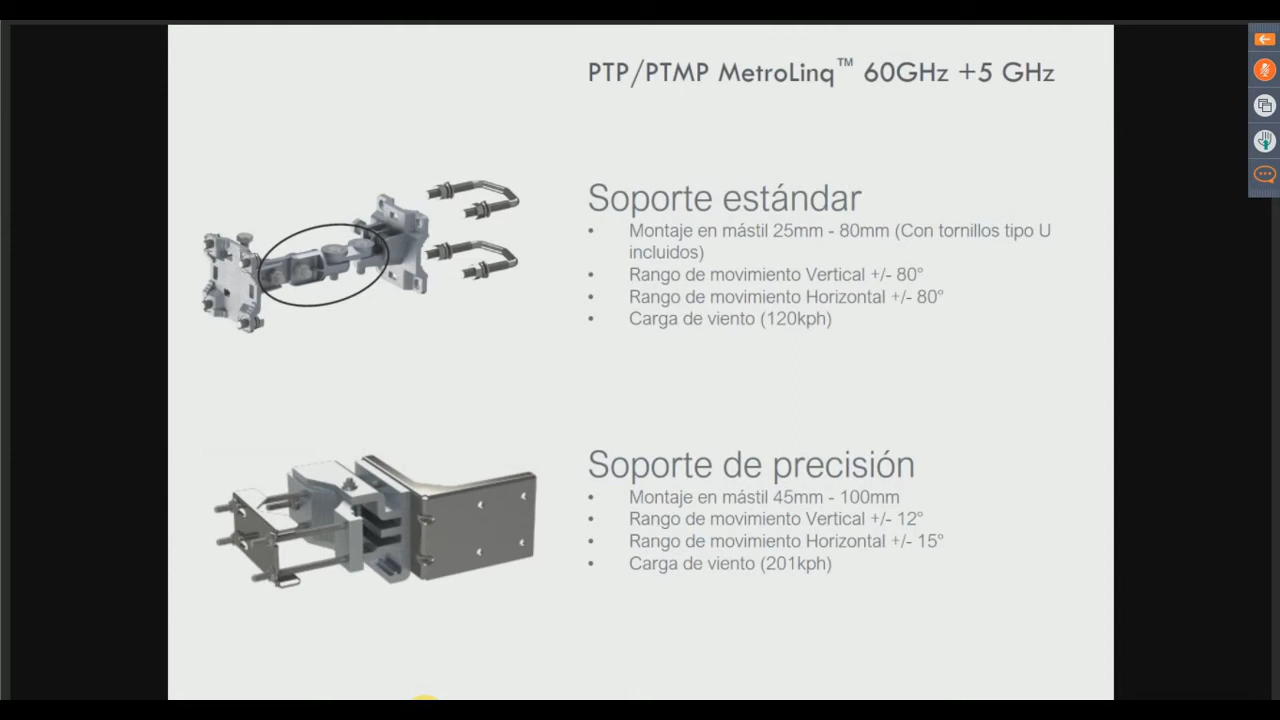 PTP/PTMP MetroLinq™ 60GHz +5 GHz
Soporte estándar
• Montaje en mástil 25mm - 80mm (Con tornillos tipo U
incluidos)
• Rango de movimiento Vertical +/- 80°
• Rango de movimiento Horizontal +/- 80°
• Carga de viento (120kph)
Soporte de precisión
• Montaje en mástil 45mm - 100mm
• Rango de movimiento Vertical +/- 12°
• Rango de movimiento Horizontal +/- 15°
• Carga de viento (201kph)